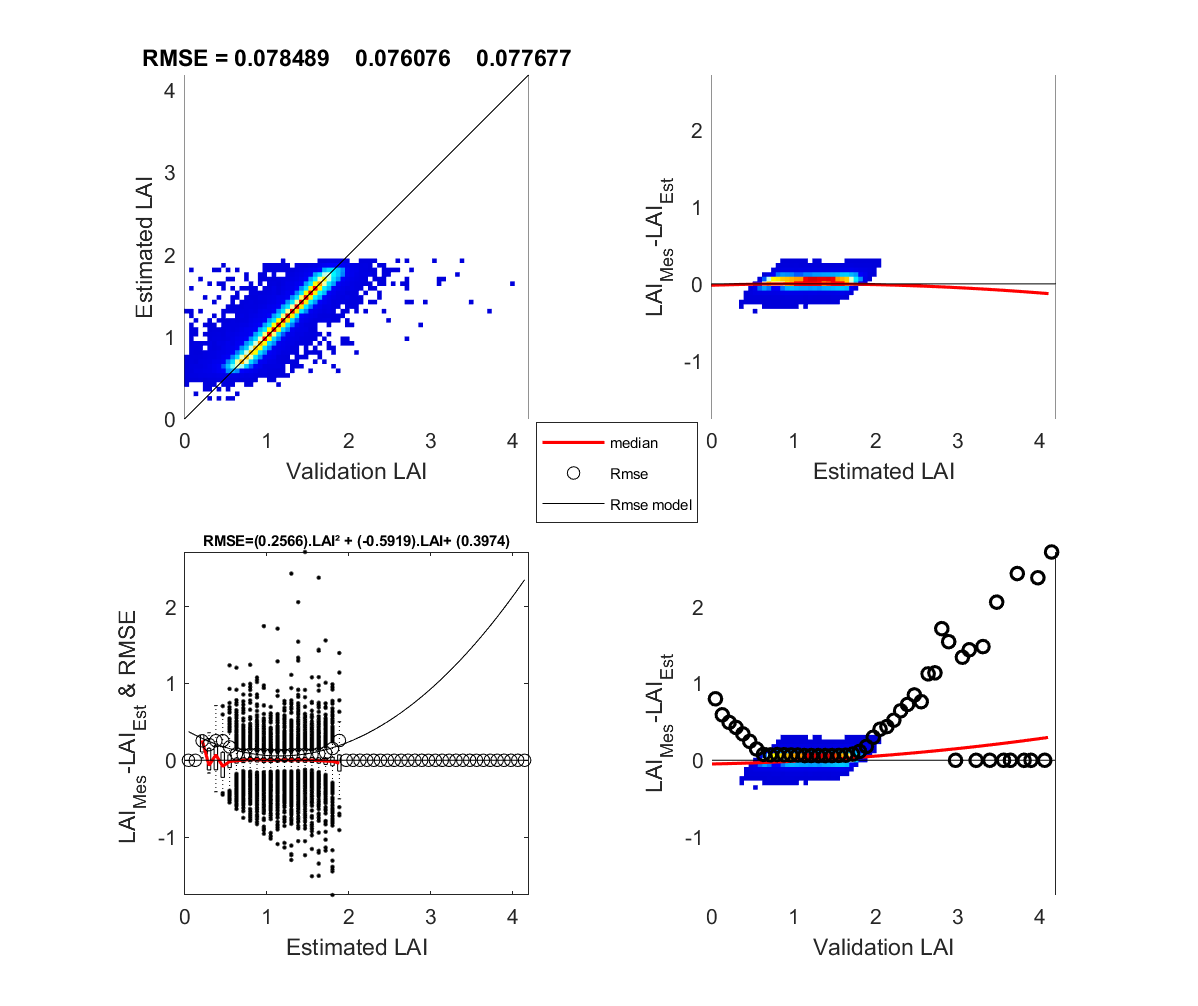 RMSE = 0.078489 0.076076 0.077677
4
3
2
1
0
Estimated LAI
0 1 2 3 4
Validation LAI
2
1
0
-1
LAI_Mes-LAI_Est
0 1 2 3 4
Estimated LAI
median
Rmse
Rmse model
RMSE=(0.2566).LAI² + (-0.5919).LAI+ (0.3974)
2
1
0
-1
LAI_Mes-LAI_Est & RMSE
0 1 2 3 4
Estimated LAI
2
1
0
-1
LAI_Mes-LAI_Est
0 1 2 3 4
Validation LAI